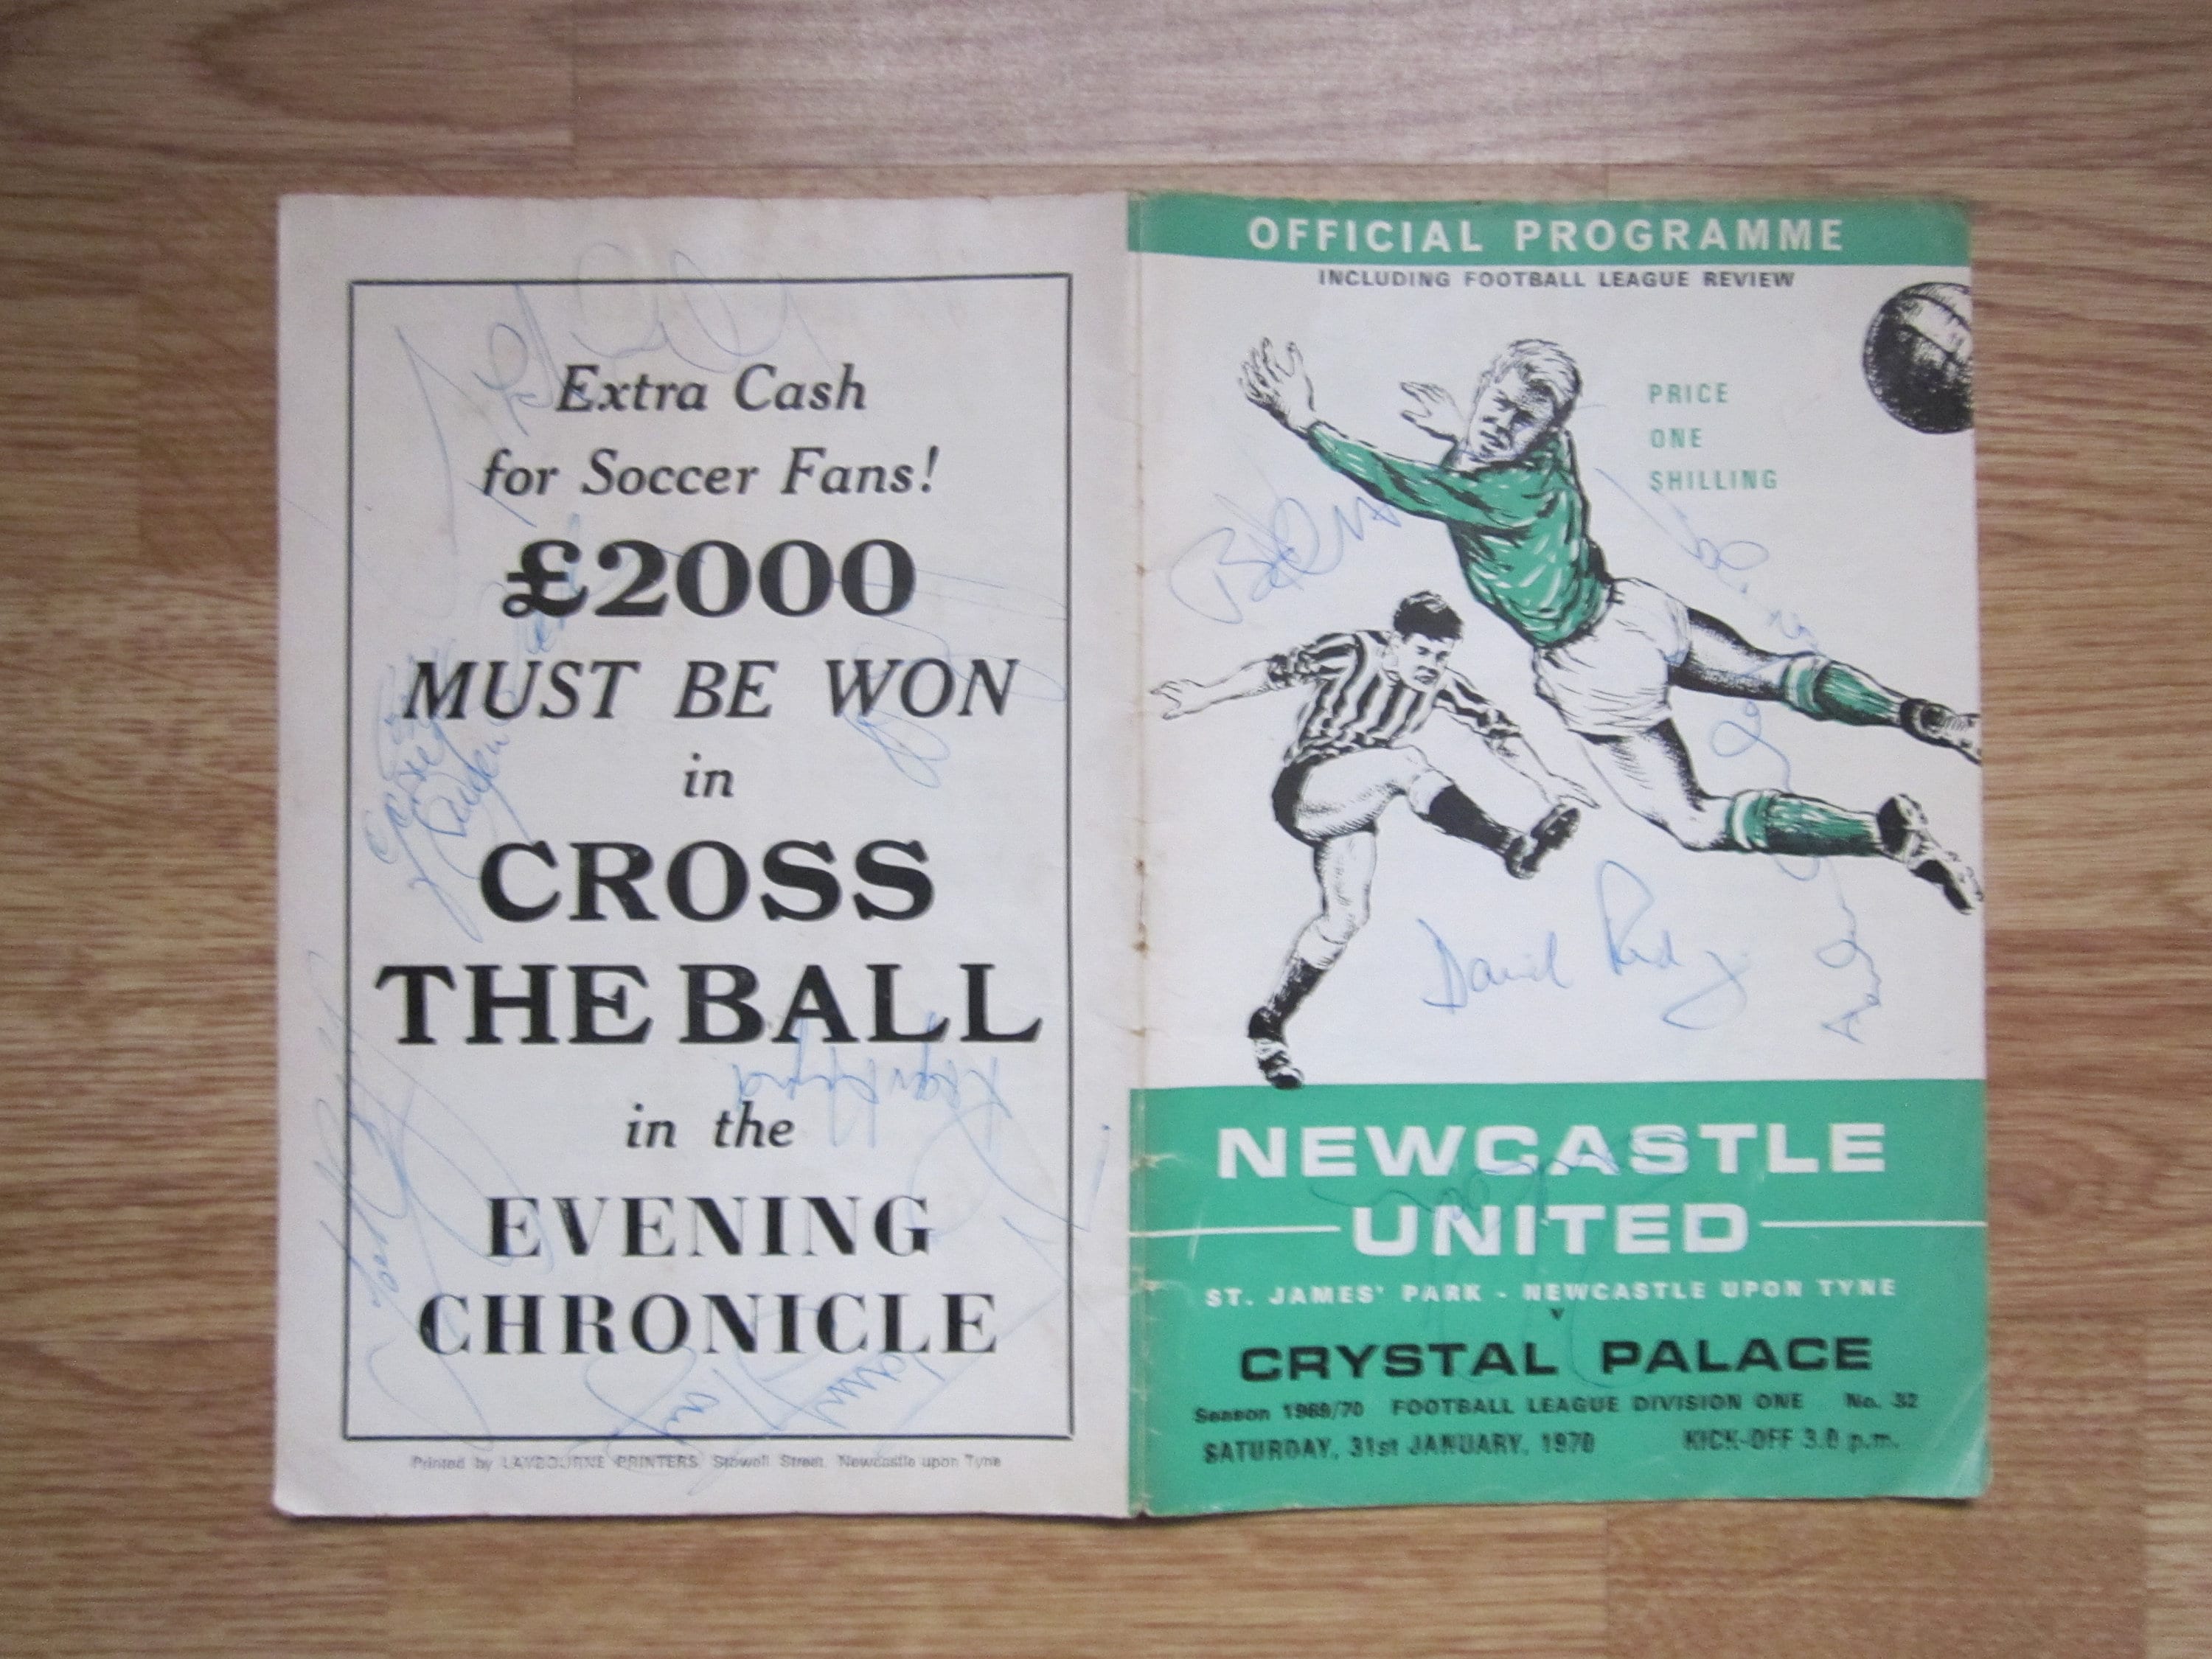 Extra Cash
for Soccer Fans!
£2000
MUST BE WON
in
CROSS
THE BALL
in the
EVENING
CHRONICLE
Printed by LAYBOURNE PRINTERS, Stowell Street, Newcastle upon Tyne
OFFICIAL PROGRAMME
INCLUDING FOOTBALL LEAGUE REVIEW
PRICE
ONE
SHILLING
David
NEWCASTLE
UNITED
ST. JAMES' PARK - NEWCASTLE UPON TYNE
v
CRYSTAL PALACE
Season 1969/70 FOOTBALL LEAGUE DIVISION ONE No. 32
SATURDAY, 31st JANUARY, 1970 KICK-OFF 3.0 p.m.